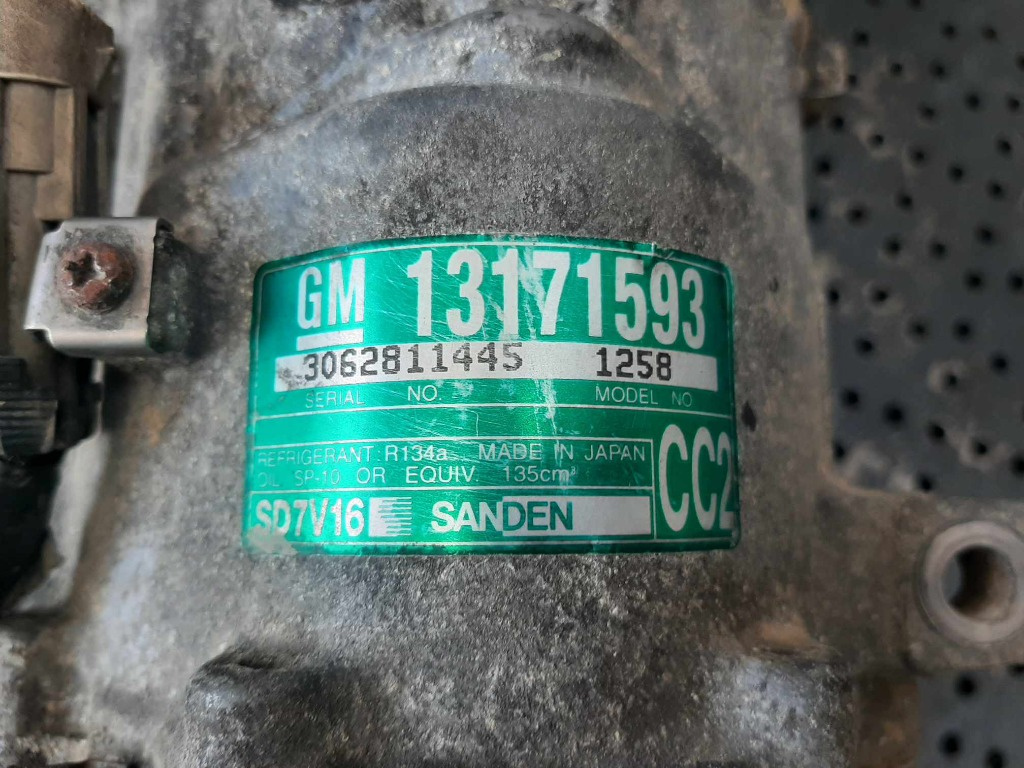 GM 13171593
3062811445 1258
SERIAL NO. MODEL NO
REFRIGERANT R134a MADE IN JAPAN
OIL SP-10 OR EQUIV. 135cm³
SD7V16 SANDEN
CC2